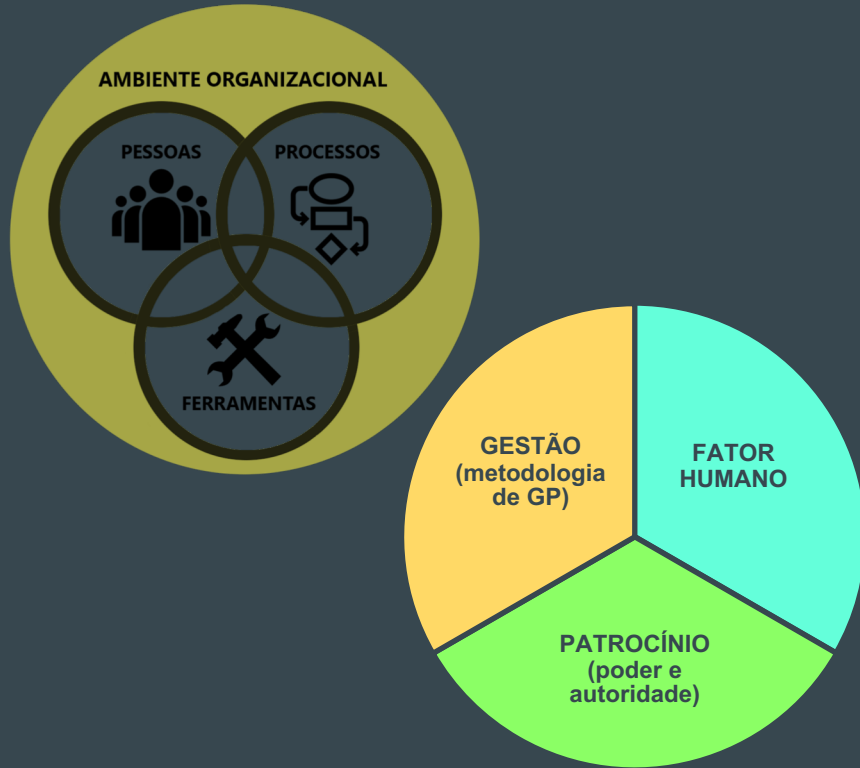 AMBIENTE ORGANIZACIONAL
PESSOAS
PROCESSOS
FERRAMENTAS
GESTÃO
(metodologia
de GP)
FATOR
HUMANO
PATROCÍNIO
(poder e
autoridade)